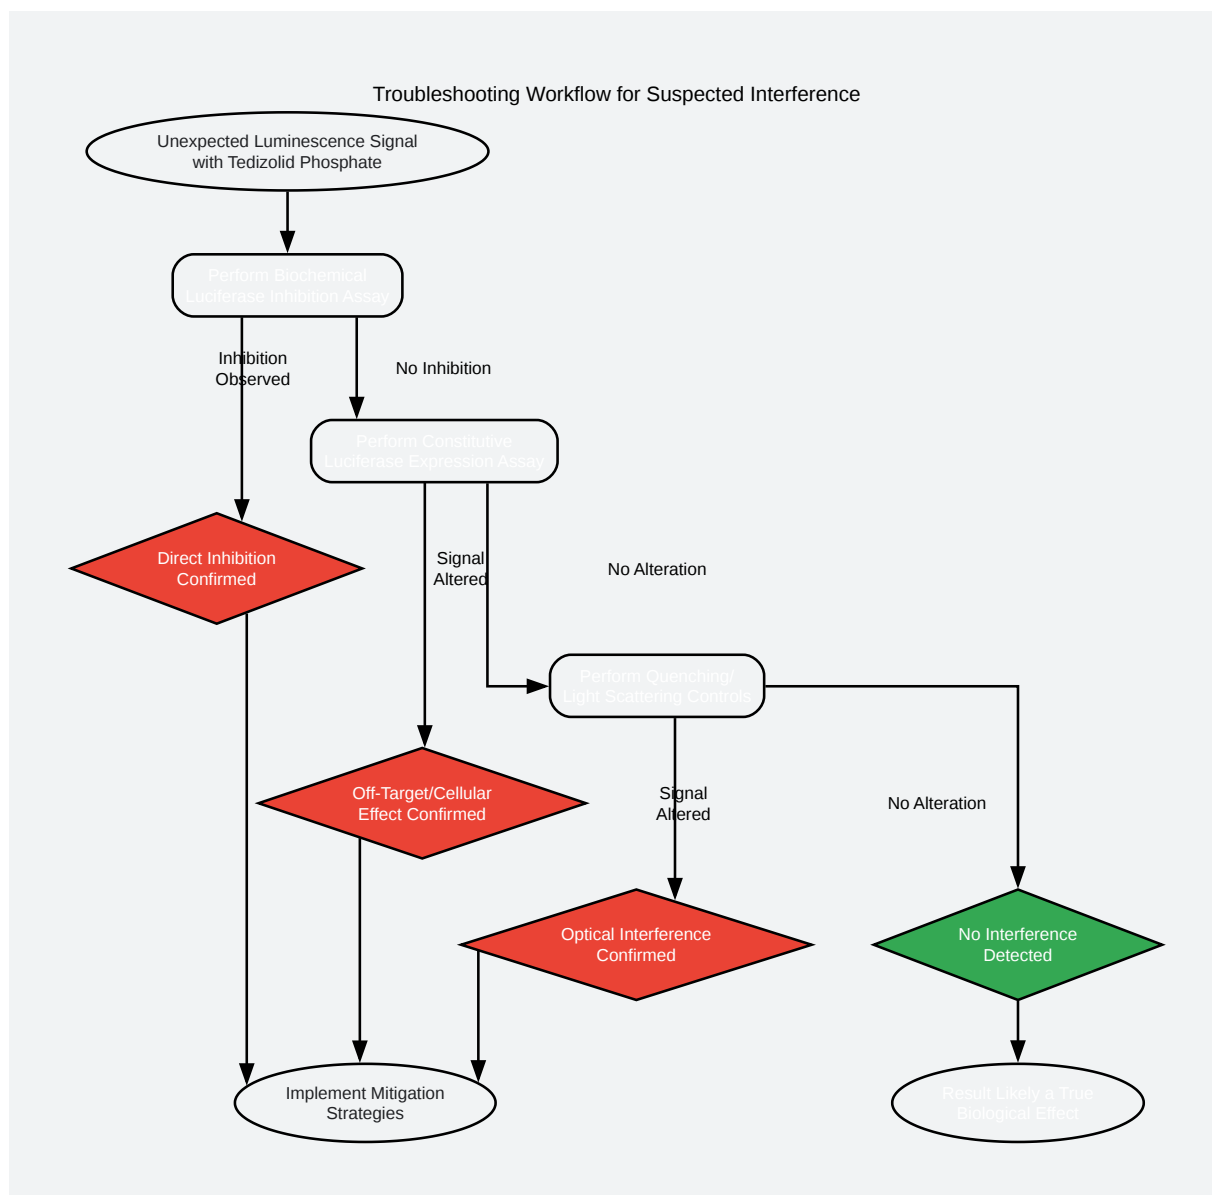 Troubleshooting Workflow for Suspected Interference
Unexpected Luminescence Signal
with Tedizolid Phosphate
Perform Biochemical
Luciferase Inhibition Assay
Inhibition
Observed
No Inhibition
Perform Constitutive
Luciferase Expression Assay
Direct Inhibition
Confirmed
Signal
Altered
No Alteration
Perform Quenching/
Light Scattering Controls
Off-Target/Cellular
Effect Confirmed
Signal
Altered
No Alteration
Optical Interference
Confirmed
No Interference
Detected
Implement Mitigation
Strategies
Result Likely a True
Biological Effect